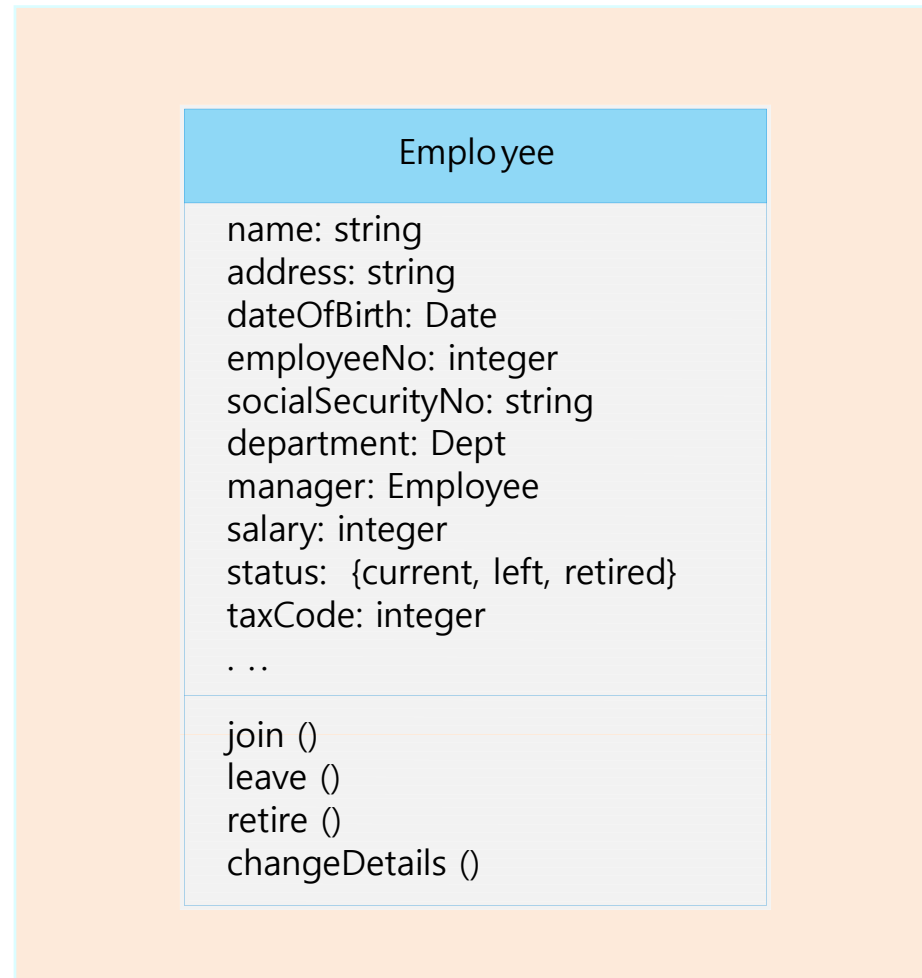 Employee
name: string
address: string
dateOfBirth: Date
employeeNo: integer
socialSecurityNo: string
department: Dept
manager: Employee
salary: integer
status: {current, left, retired}
taxCode: integer
. . .
join ()
leave ()
retire ()
changeDetails ()